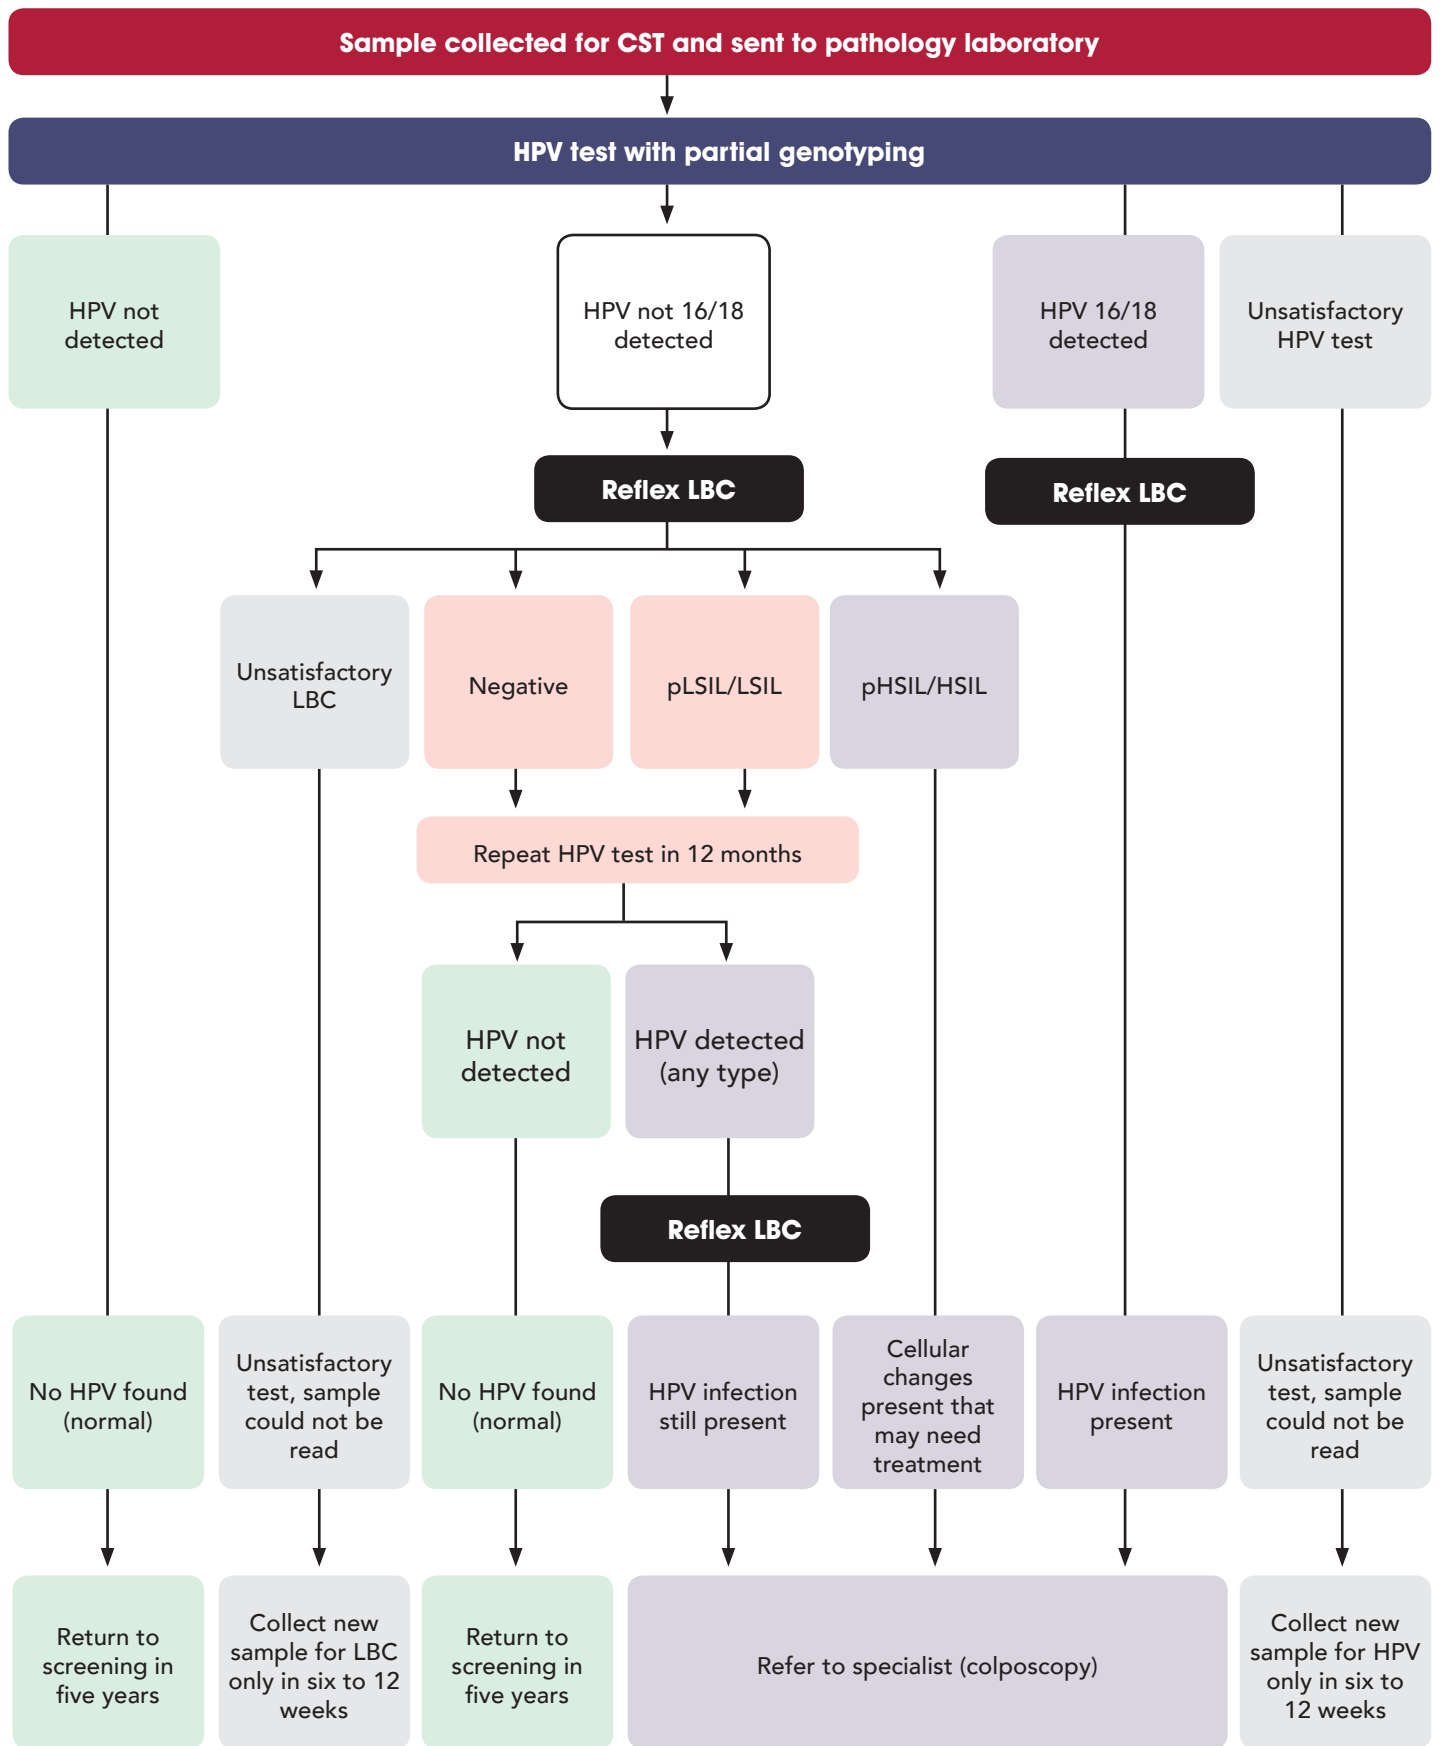 Sample collected for CST and sent to pathology laboratory
HPV test with partial genotyping
HPV not
detected
HPV not 16/18
detected
HPV 16/18
detected
Unsatisfactory
HPV test
Reflex LBC
Reflex LBC
Unsatisfactory
LBC
Negative
pLSIL/LSIL
pHSIL/HSIL
Repeat HPV test in 12 months
HPV not
detected
HPV detected
(any type)
Reflex LBC
No HPV found
(normal)
Unsatisfactory
test, sample
could not be
read
No HPV found
(normal)
HPV infection
still present
Cellular
changes
present that
may need
treatment
HPV infection
present
Unsatisfactory
test, sample
could not be
read
Return to
screening in
five years
Collect new
sample for LBC
only in six to 12
weeks
Return to
screening in
five years
Refer to specialist (colposcopy)
Collect new
sample for HPV
only in six to
12 weeks